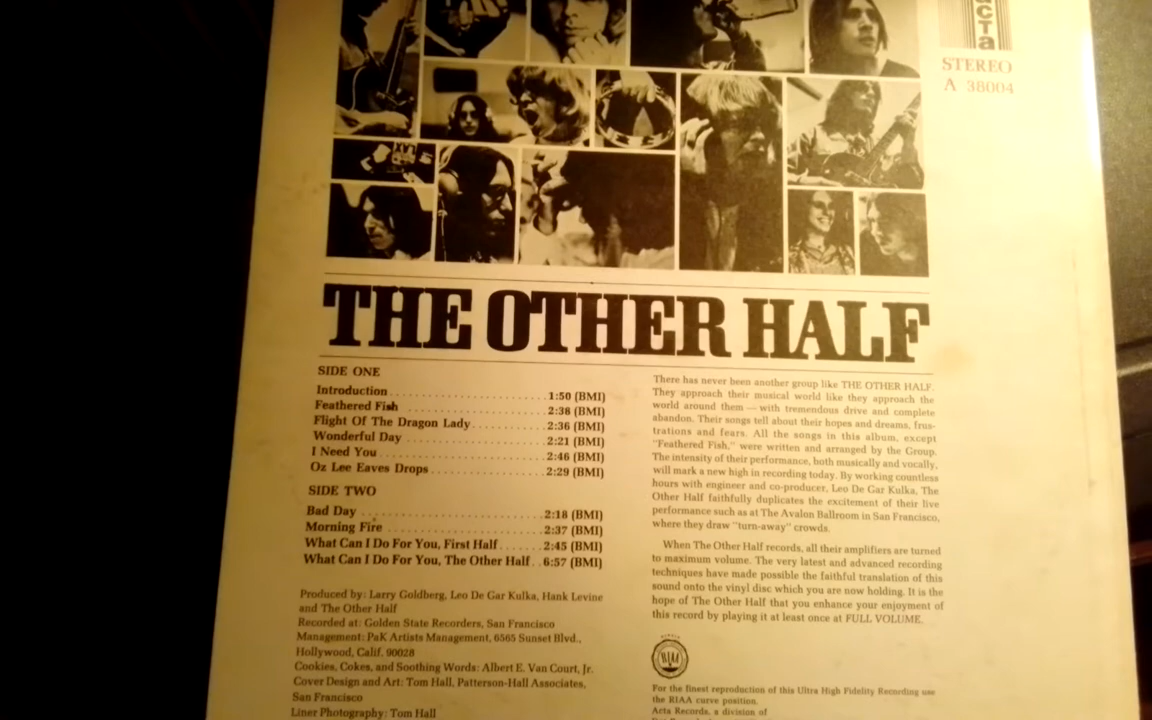 acta
STEREO
A 38004
THE OTHER HALF
SIDE ONE
Introduction 1:50 (BMI)
Feathered Fish 2:38 (BMI)
Flight Of The Dragon Lady 2:36 (BMI)
Wonderful Day 2:21 (BMI)
I Need You 2:46 (BMI)
Oz Lee Eaves Drops 2:29 (BMI)
SIDE TWO
Bad Day 2:18 (BMI)
Morning Fire 2:37 (BMI)
What Can I Do For You, First Half 2:45 (BMI)
What Can I Do For You, The Other Half 6:57 (BMI)
Produced by: Larry Goldberg, Leo De Gar Kulka, Hank Levine
and The Other Half
Recorded at: Golden State Recorders, San Francisco
Management: PaK Artists Management, 6565 Sunset Blvd.,
Hollywood, Calif. 90028
Cookies, Cokes, and Soothing Words: Albert E. Van Court, Jr.
Cover Design and Art: Tom Hall, Patterson-Hall Associates,
San Francisco
Liner Photography: Tom Hall
There has never been another group like THE OTHER HALF.
They approach their musical world like they approach the
world around them — with tremendous drive and complete
abandon. Their songs tell about their hopes and dreams, frus-
trations and fears. All the songs in this album, except
"Feathered Fish," were written and arranged by the Group.
The intensity of their performance, both musically and vocally,
will mark a new high in recording today. By working countless
hours with engineer and co-producer, Leo De Gar Kulka, The
Other Half faithfully duplicates the excitement of their live
performance such as at The Avalon Ballroom in San Francisco,
where they draw "turn-away" crowds.
When The Other Half records, all their amplifiers are turned
to maximum volume. The very latest and advanced recording
techniques have made possible the faithful translation of this
sound onto the vinyl disc which you are now holding. It is the
hope of The Other Half that you enhance your enjoyment of
this record by playing it at least once at FULL VOLUME.
RIAA
For the finest reproduction of this Ultra High Fidelity Recording use
the RIAA curve position.
Acta Records, a division of